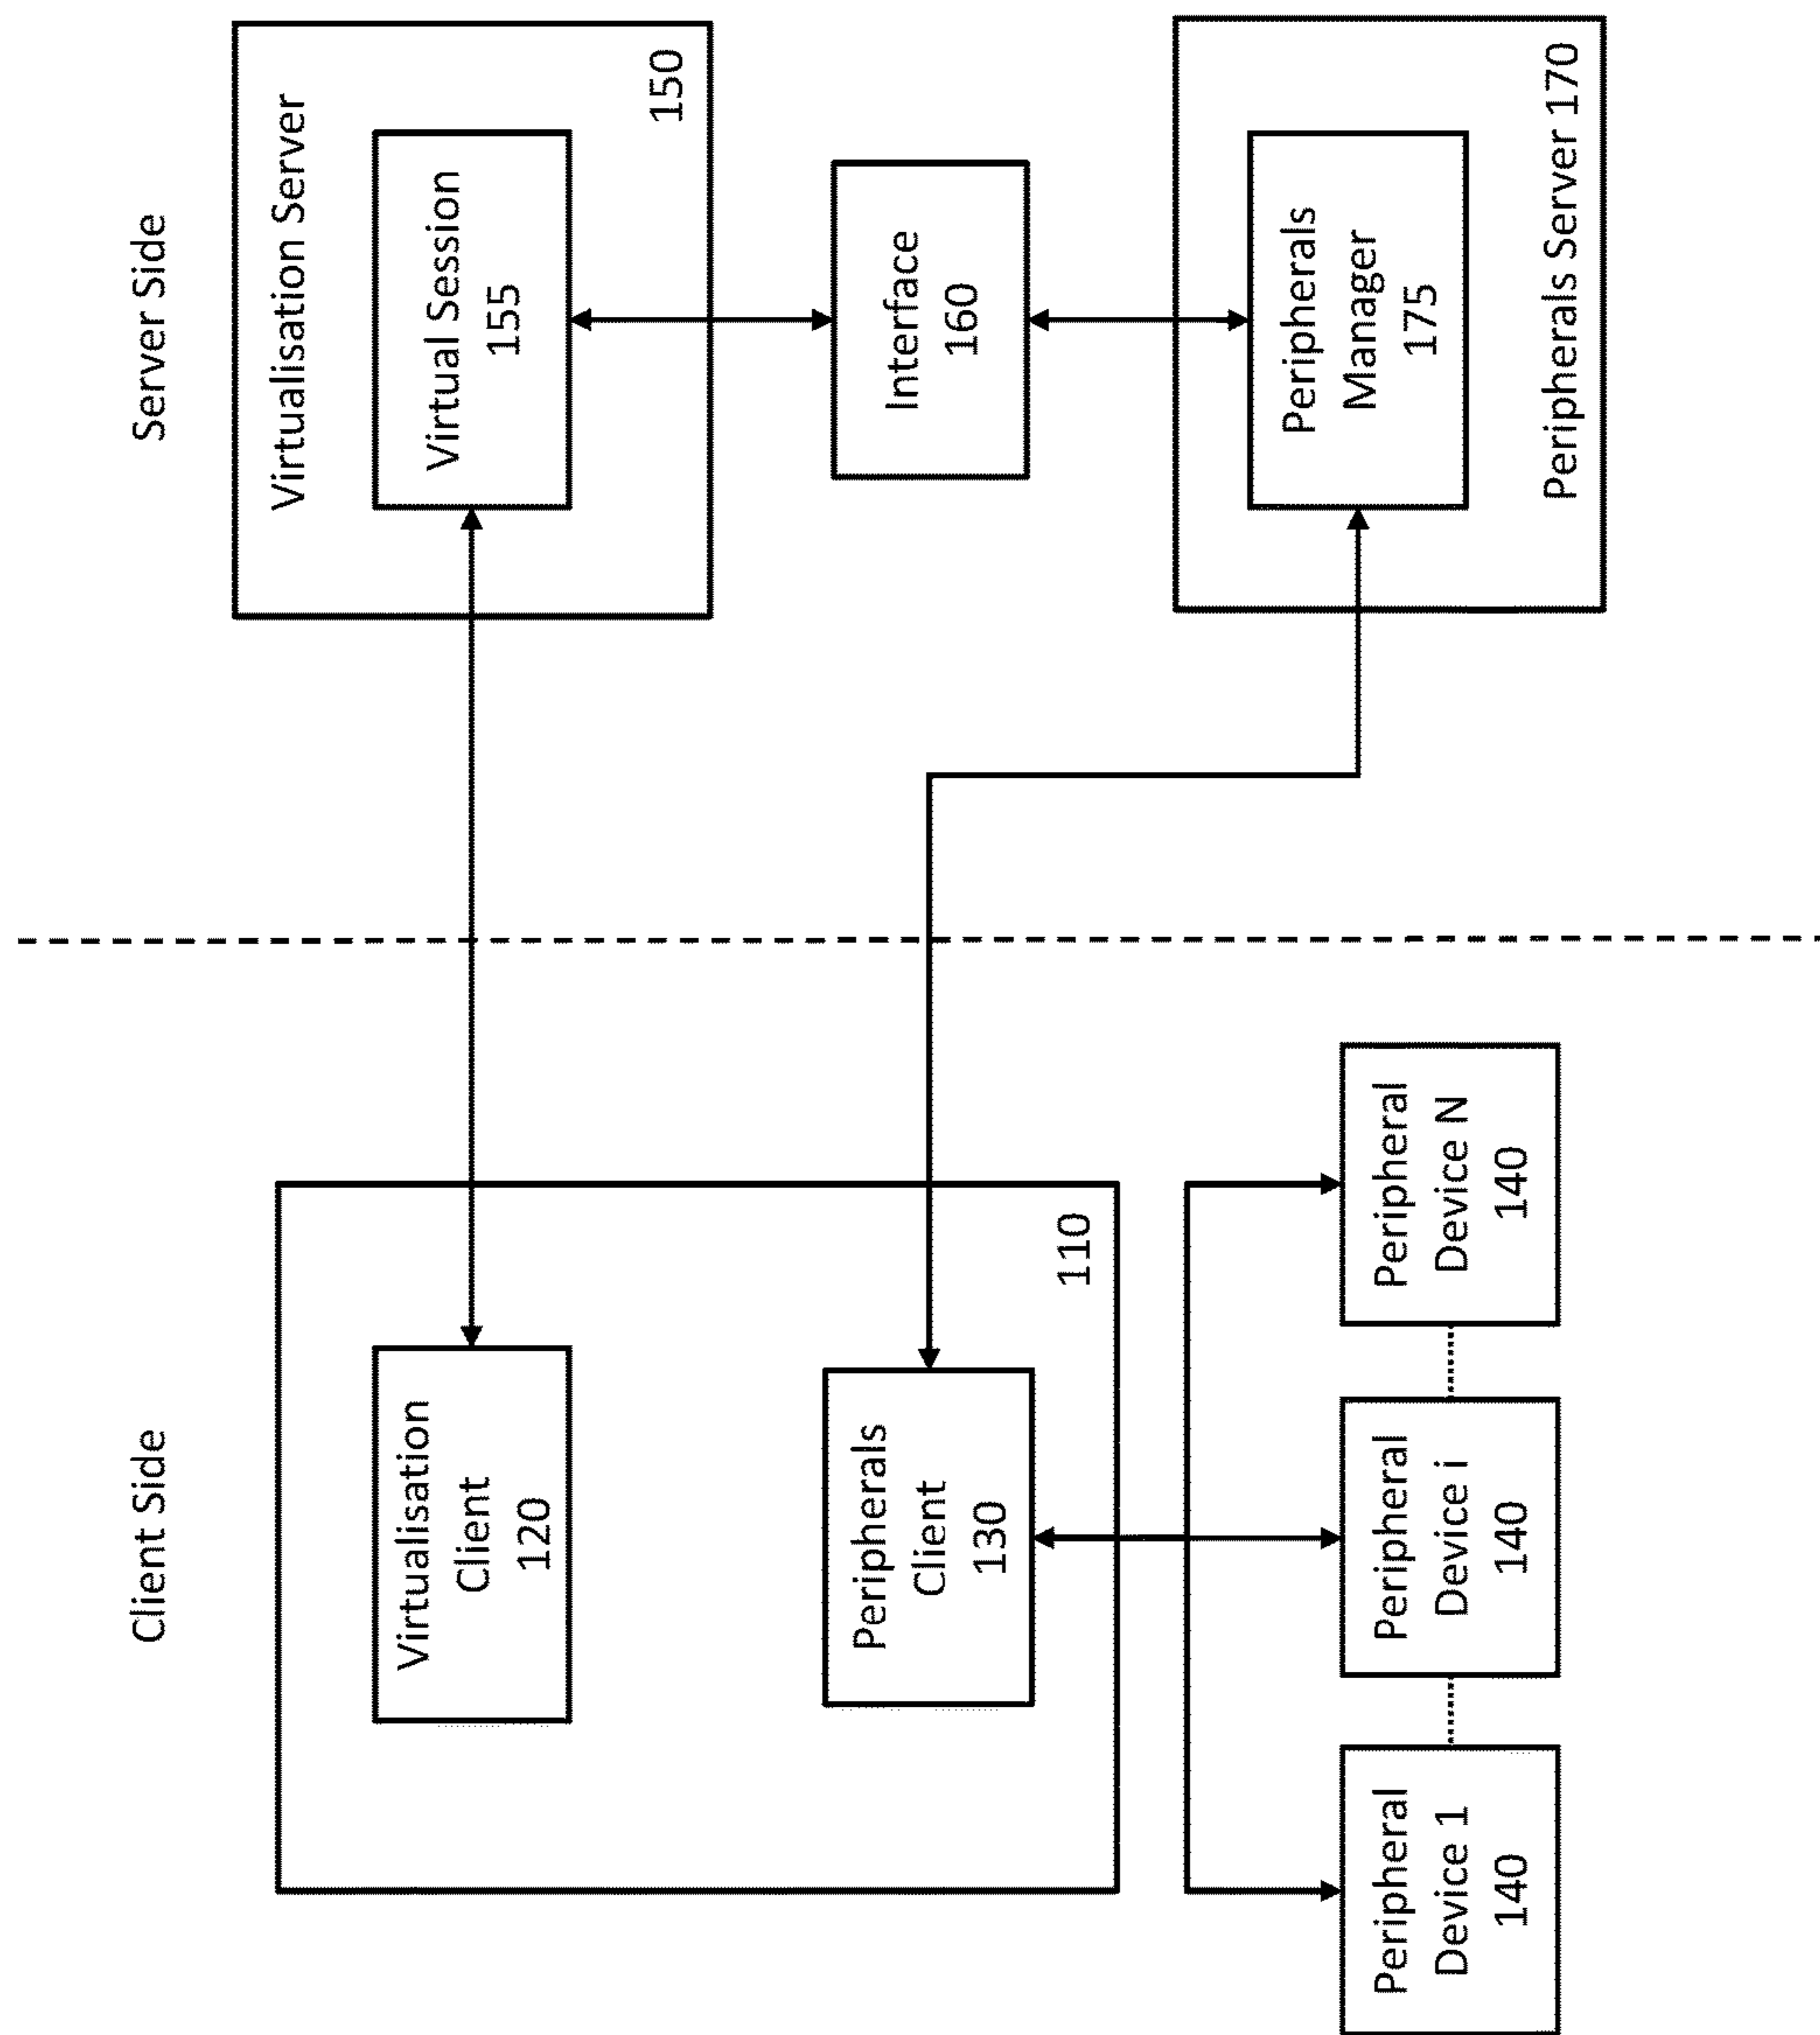 Client Side
Server Side
Virtualisation
Client
120
Peripherals
Client
130
110
Peripheral
Device 1
140
Peripheral
Device i
140
Peripheral
Device N
140
Virtualisation Server
Virtual Session
155
150
Interface
160
Peripherals
Manager
175
Peripherals Server 170